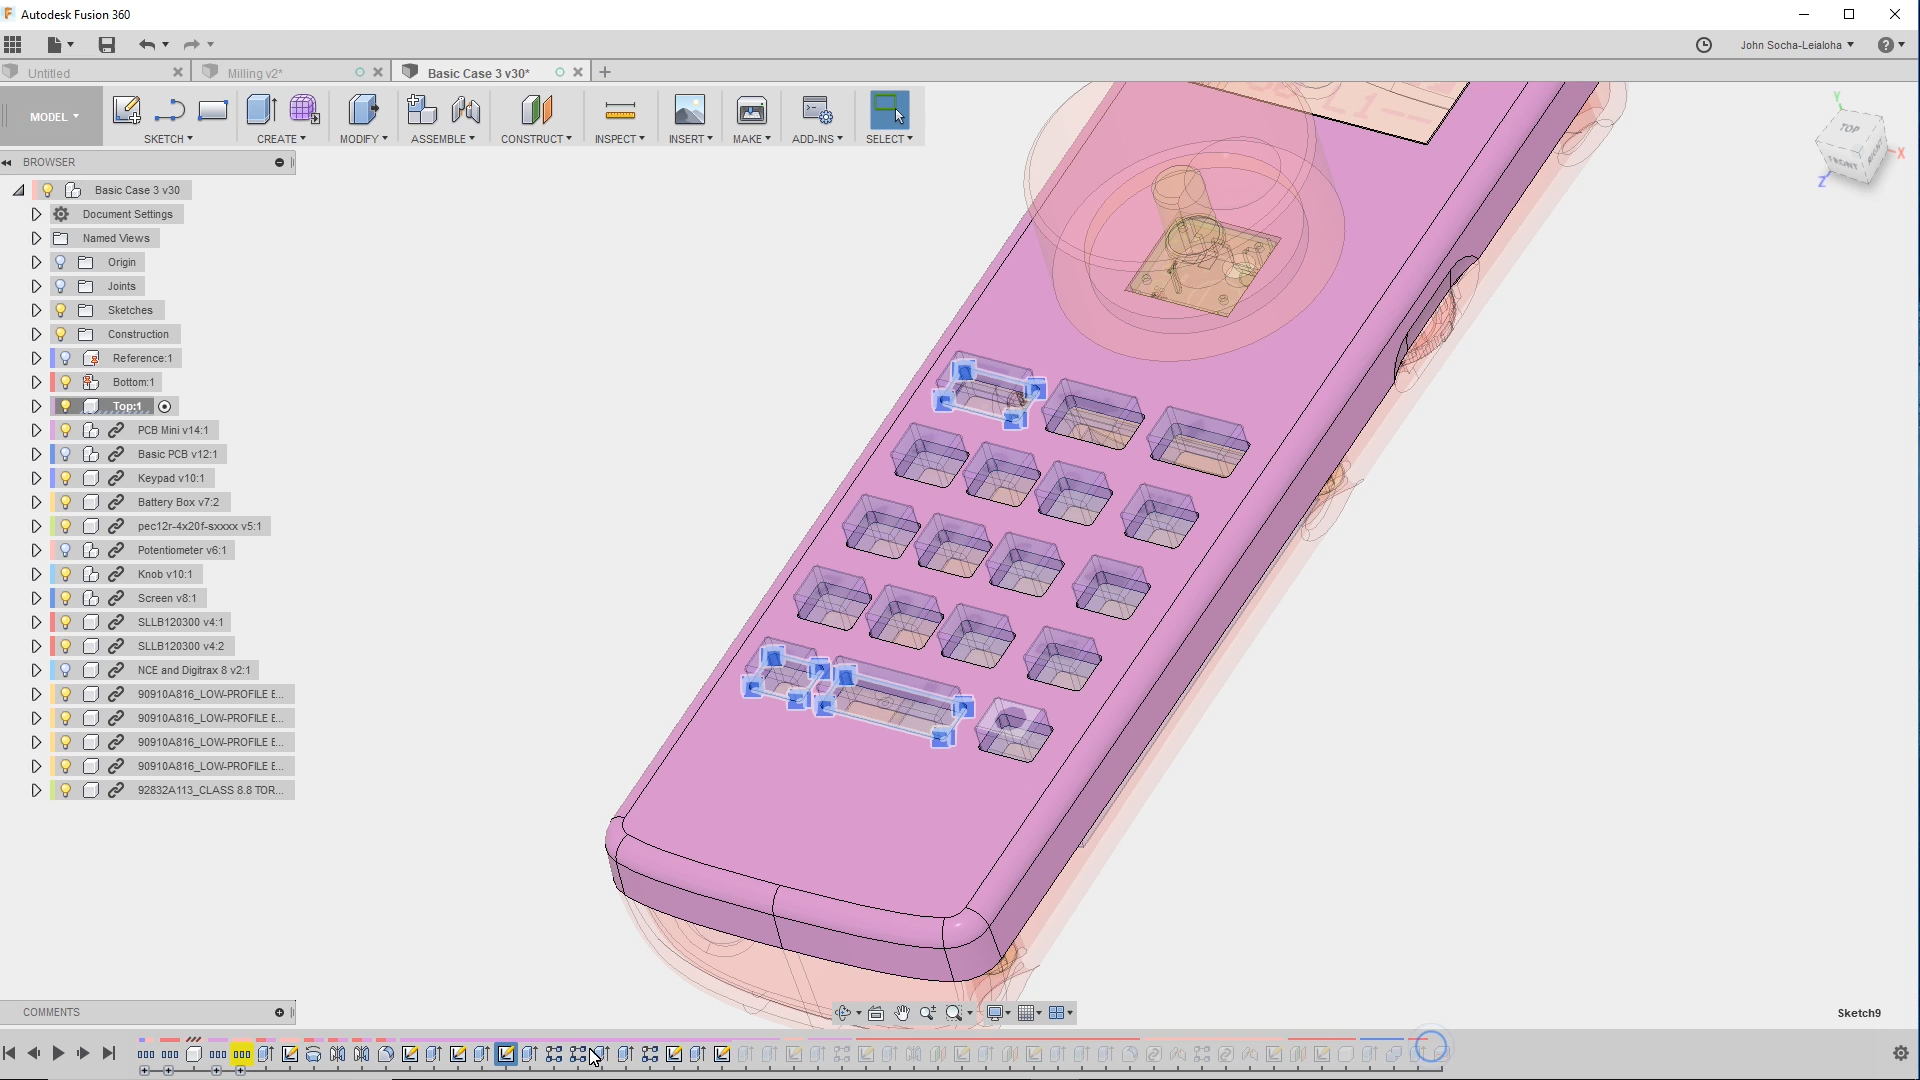 Autodesk Fusion 360
John Socha-Leialoha
Untitled
Milling v2*
Basic Case 3 v30*
MODEL
SKETCH
CREATE
MODIFY
ASSEMBLE
CONSTRUCT
INSPECT
INSERT
MAKE
ADD-INS
SELECT
BROWSER
Basic Case 3 v30
Document Settings
Named Views
Origin
Joints
Sketches
Construction
Reference:1
Bottom:1
Top:1
PCB Mini v14:1
Basic PCB v12:1
Keypad v10:1
Battery Box v7:2
pec12r-4x20f-sxxxx v5:1
Potentiometer v6:1
Knob v10:1
Screen v8:1
SLLB120300 v4:1
SLLB120300 v4:2
NCE and Digitrax 8 v2:1
90910A816_LOW-PROFILE E...
90910A816_LOW-PROFILE E...
90910A816_LOW-PROFILE E...
90910A816_LOW-PROFILE E...
92832A113_CLASS 8.8 TOR...
Y
TOP
FRONT
RIGHT
X
Z
COMMENTS
Sketch9